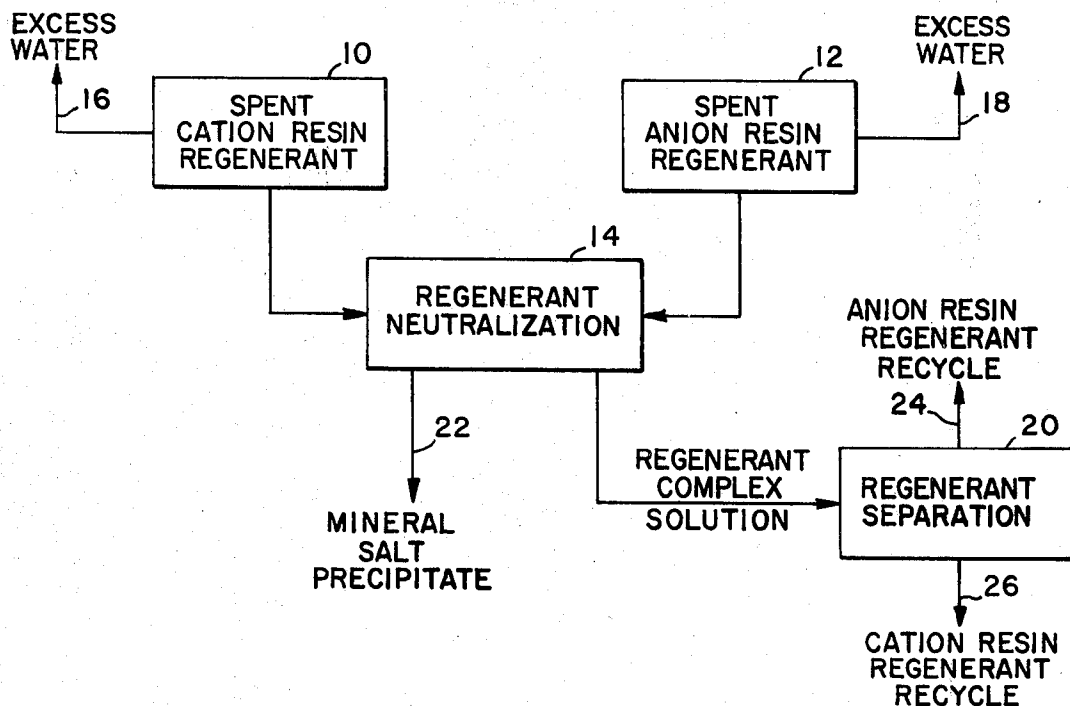 EXCESS
WATER
16
10
SPENT
CATION RESIN
REGENERANT
12
SPENT
ANION RESIN
REGENERANT
EXCESS
WATER
18
14
REGENERANT
NEUTRALIZATION
22
MINERAL
SALT
PRECIPITATE
REGENERANT
COMPLEX
SOLUTION
ANION RESIN
REGENERANT
RECYCLE
24
20
REGENERANT
SEPARATION
26
CATION RESIN
REGENERANT
RECYCLE